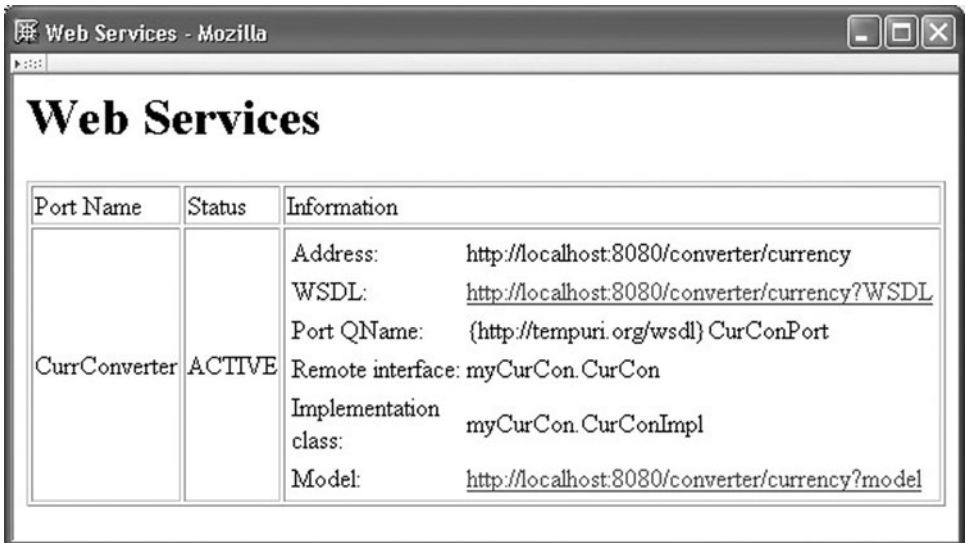 Web Services - Mozilla
Web Services
Port Name Status Information
CurrConverter ACTIVE
Address: http://localhost:8080/converter/currency
WSDL: http://localhost:8080/converter/currency?WSDL
Port QName: {http://tempuri.org/wsdl}CurConPort
Remote interface: myCurCon.CurCon
Implementation
class: myCurCon.CurConImpl
Model: http://localhost:8080/converter/currency?model